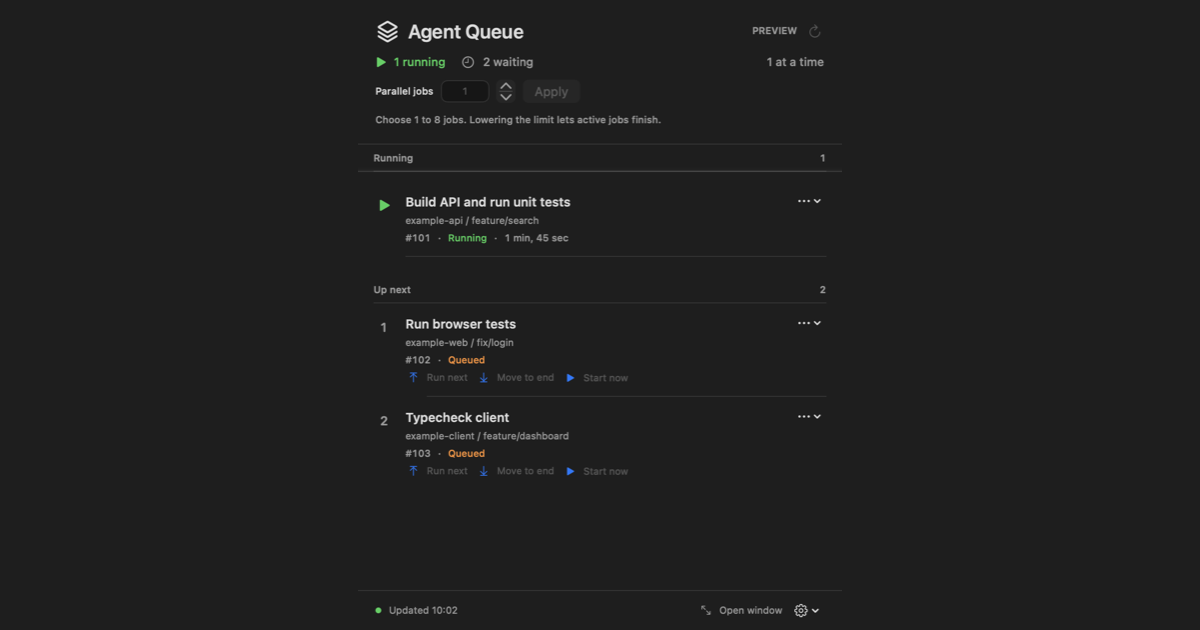 Agent Queue PREVIEW
1 running 2 waiting 1 at a time
Parallel jobs 1 Apply
Choose 1 to 8 jobs. Lowering the limit lets active jobs finish.
Running 1
Build API and run unit tests
example-api / feature/search
#101 · Running · 1 min, 45 sec
Up next 2
1 Run browser tests
example-web / fix/login
#102 · Queued
Run next Move to end Start now
2 Typecheck client
example-client / feature/dashboard
#103 · Queued
Run next Move to end Start now
Updated 10:02 Open window